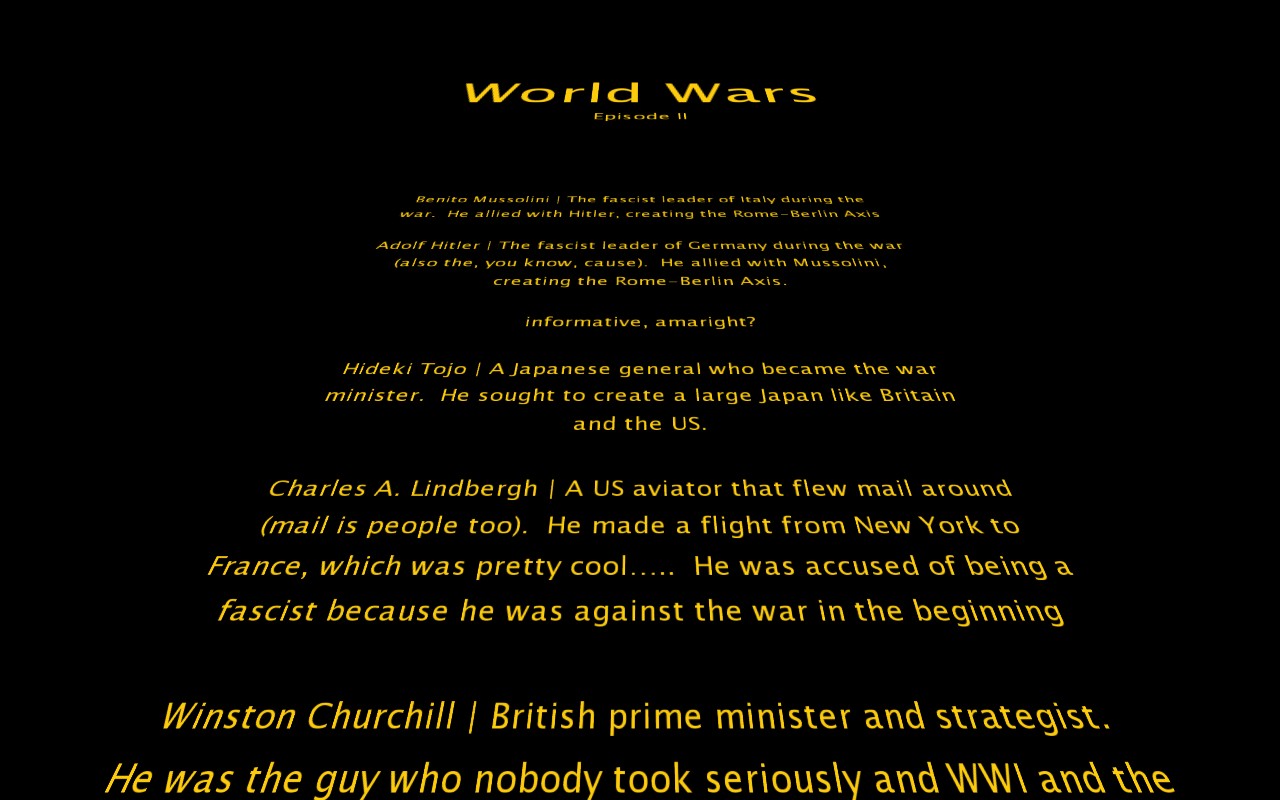 World Wars
Episode II
Benito Mussolini | The fascist leader of Italy during the
war.  He allied with Hitler, creating the Rome-Berlin Axis
Adolf Hitler | The fascist leader of Germany during the war
(also the, you know, cause).  He allied with Mussolini,
creating the Rome-Berlin Axis.
informative, amaright?
Hideki Tojo | A Japanese general who became the war
minister.  He sought to create a large Japan like Britain
and the US.
Charles A. Lindbergh | A US aviator that flew mail around
(mail is people too).  He made a flight from New York to
France, which was pretty cool…..  He was accused of being a
fascist because he was against the war in the beginning
Winston Churchill | British prime minister and strategist.
He was the guy who nobody took seriously and WWI and the